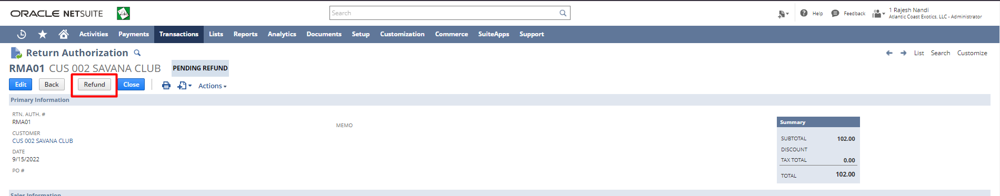 ORACLE NETSUITE
Search
Help
Feedback
1 Rajesh Nandi
Atlantic Coast Exotics, LLC - Administrator
Activities Payments Transactions Lists Reports Analytics Documents Setup Customization Commerce SuiteApps Support
Return Authorization
List Search Customize
RMA01 CUS 002 SAVANA CLUB PENDING REFUND
Edit Back Refund Close Actions
Primary Information
RTN. AUTH. #
RMA01
CUSTOMER
CUS 002 SAVANA CLUB
DATE
9/15/2022
PO #
MEMO
Summary
SUBTOTAL 102.00
DISCOUNT
TAX TOTAL 0.00
TOTAL 102.00
Sales Information